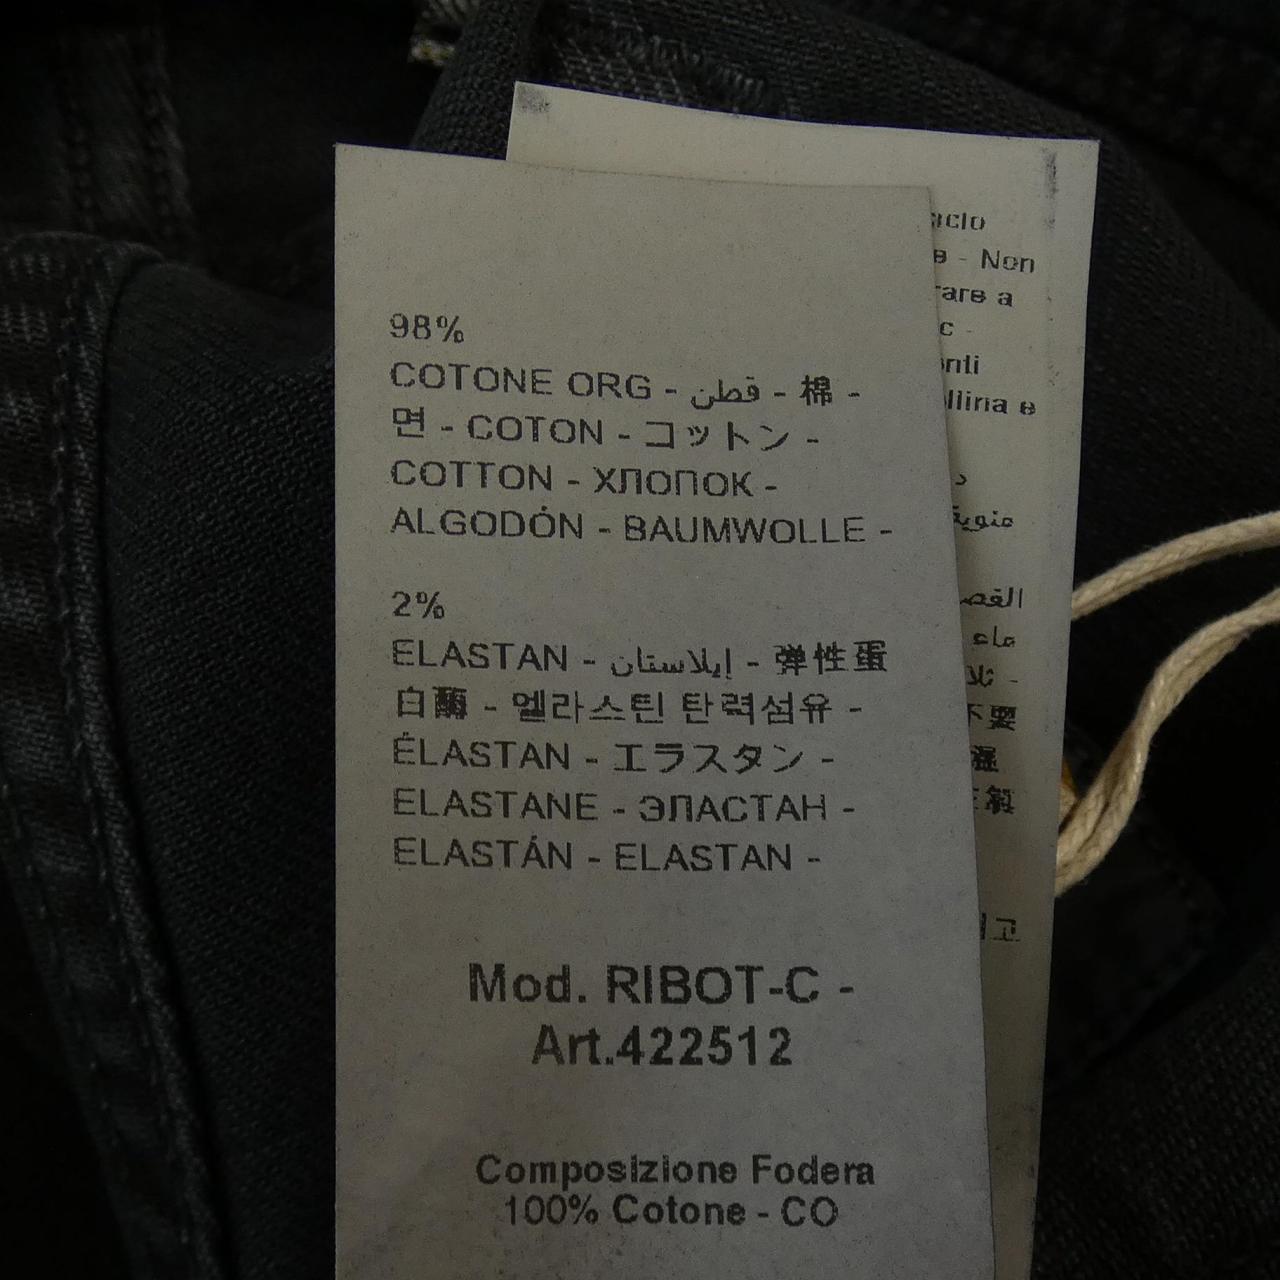 98%
COTONE ORG - قطن - 棉 -
면 - COTON - コットン -
COTTON - ХЛОПОК -
ALGODÓN - BAUMWOLLE -
2%
ELASTAN - إيلاستان - 弹性蛋
白酶 - 엘라스틴 탄력섬유 -
ÉLASTAN - エラスタン -
ELASTANE - ЭЛАСТАН -
ELASTÁN - ELASTAN -
Mod. RIBOT-C -
Art.422512
Composizione Fodera
100% Cotone - CO
- Non
a
c -
e